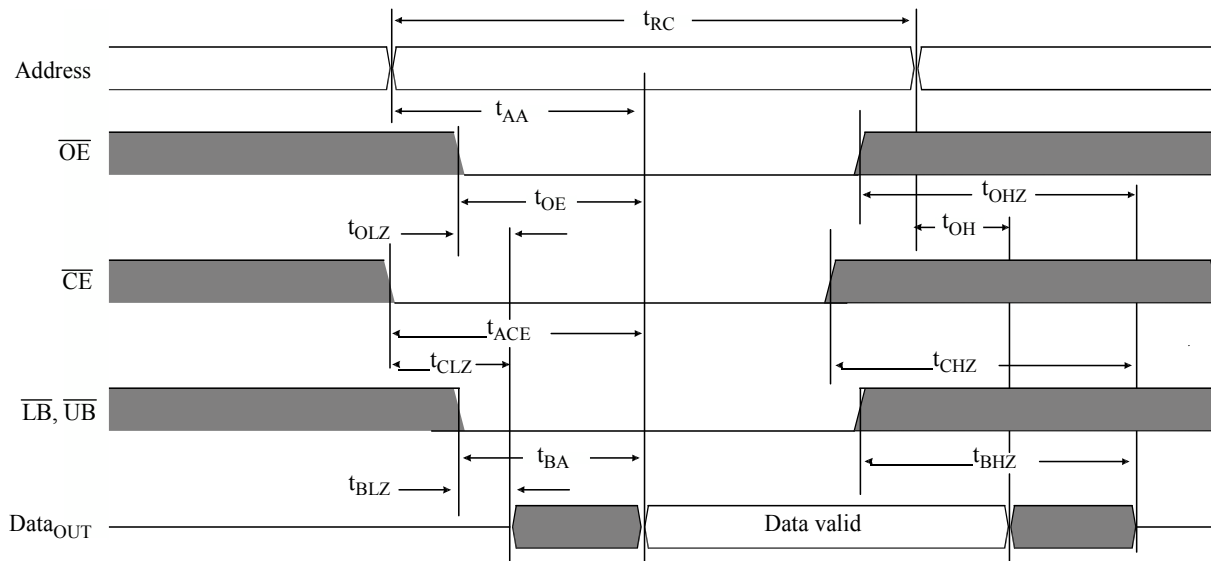 tRC
Address
tAA
OE
tOE
tOHZ
tOLZ
tOH
CE
tACE
tCLZ
tCHZ
LB, UB
tBA
tBHZ
tBLZ
DataOUT
Data valid